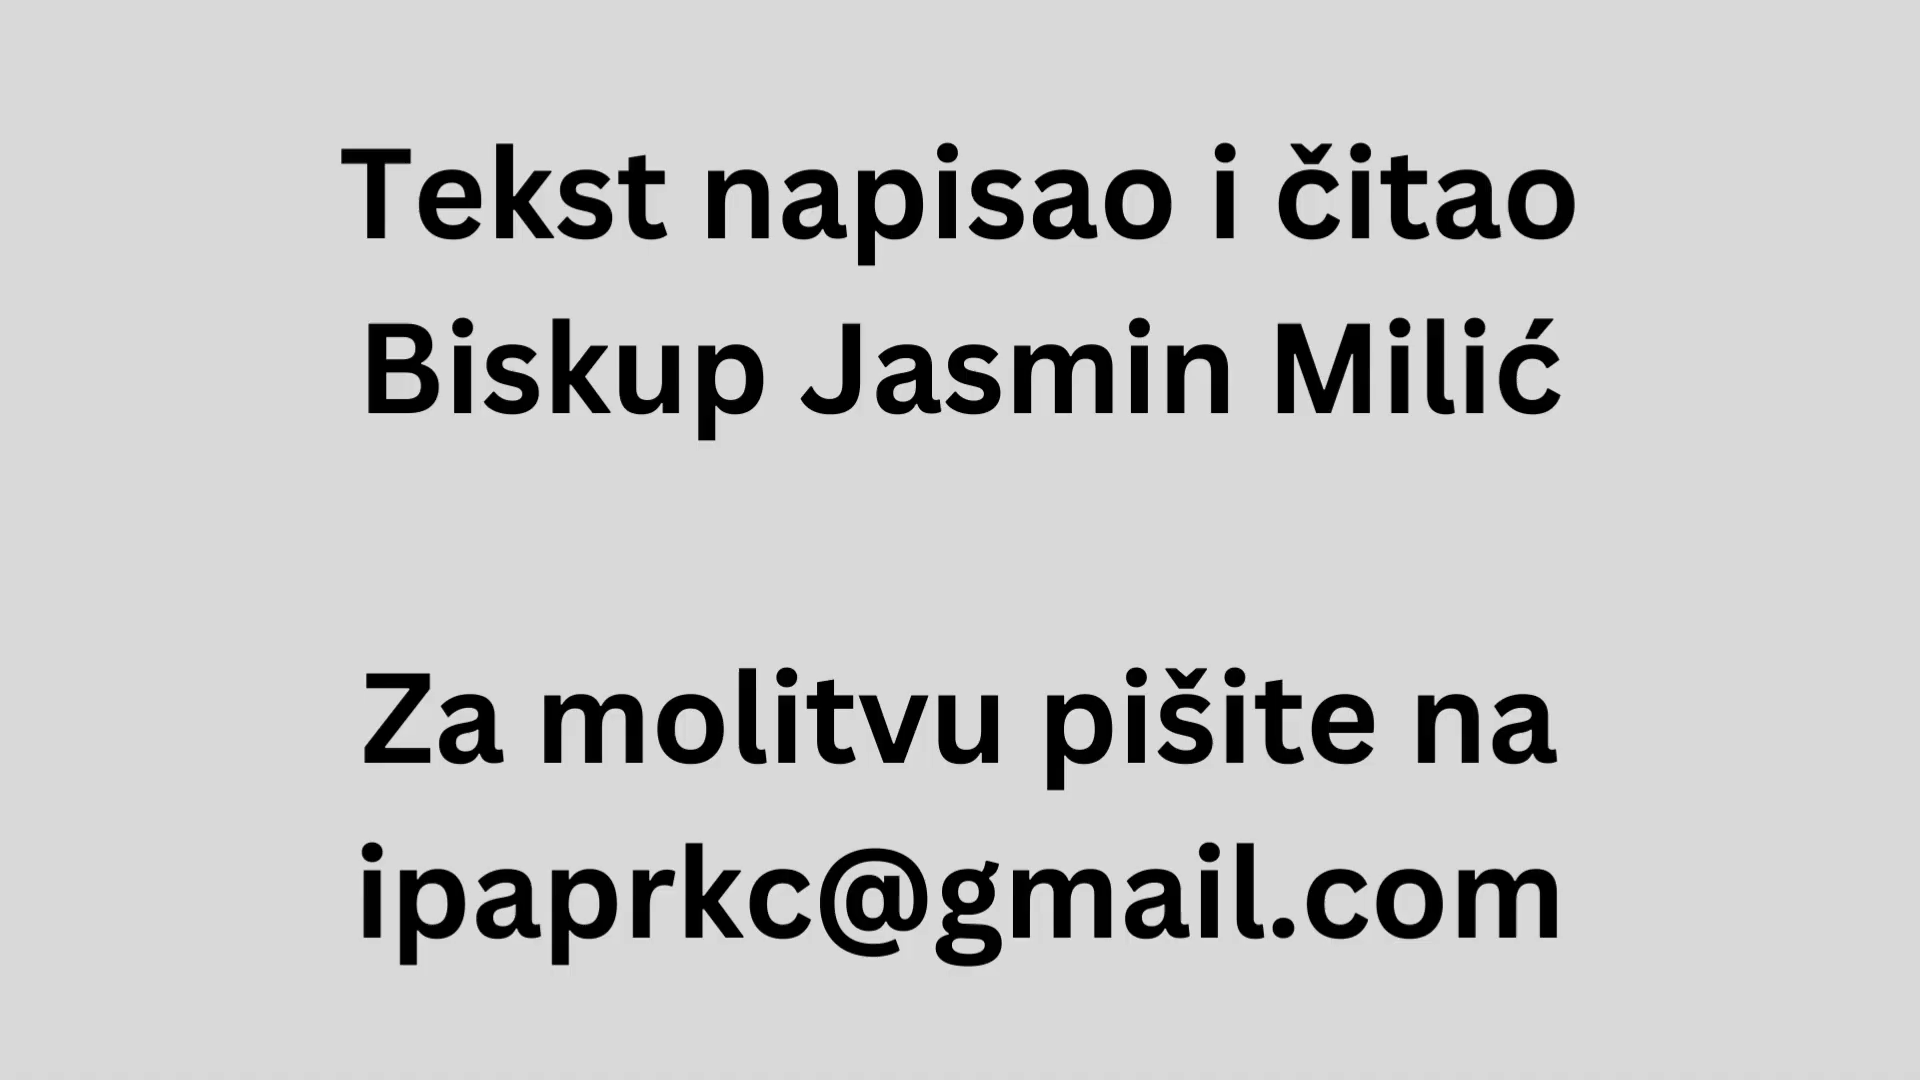 Tekst napisao i čitao
Biskup Jasmin Milić
Za molitvu pišite na
ipaprkc@gmail.com